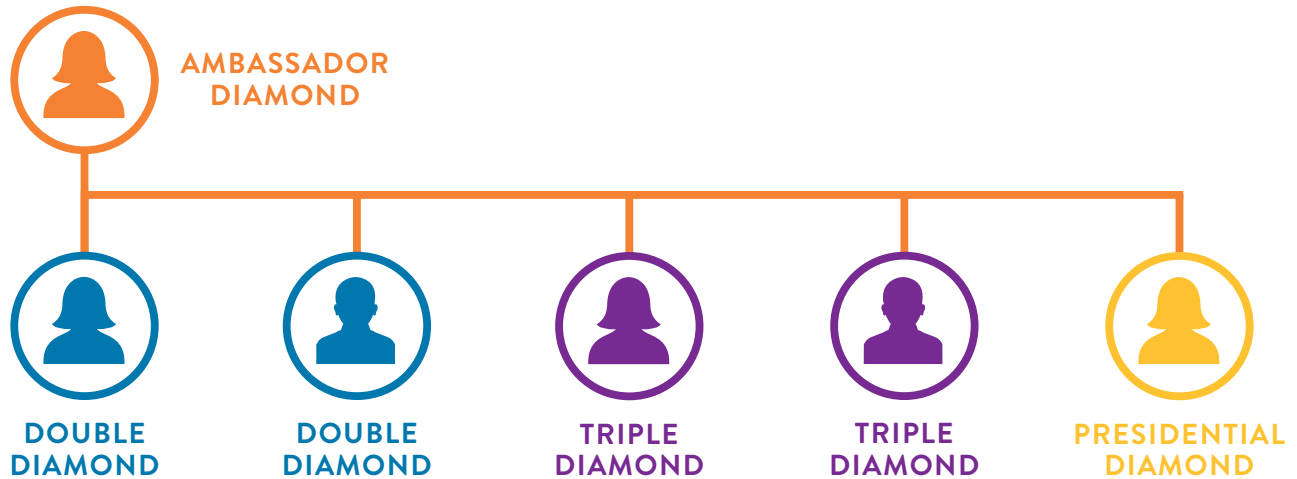 AMBASSADOR
DIAMOND
DOUBLE
DIAMOND
DOUBLE
DIAMOND
TRIPLE
DIAMOND
TRIPLE
DIAMOND
PRESIDENTIAL
DIAMOND